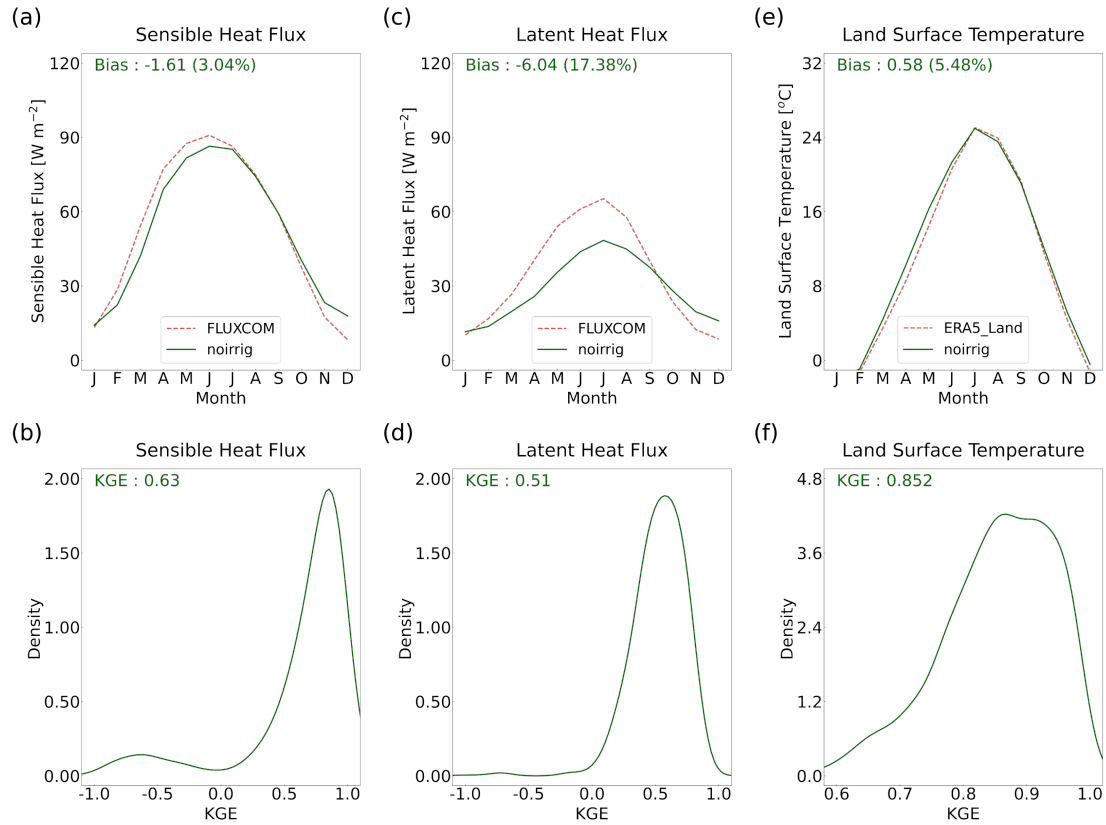 (a)
Sensible Heat Flux
Bias : -1.61 (3.04%)
Sensible Heat Flux [W m⁻²]
120
90
60
30
0
FLUXCOM
noirrig
J F M A M J J A S O N D
Month
(c)
Latent Heat Flux
Bias : -6.04 (17.38%)
Latent Heat Flux [W m⁻²]
120
90
60
30
0
FLUXCOM
noirrig
J F M A M J J A S O N D
Month
(e)
Land Surface Temperature
Bias : 0.58 (5.48%)
Land Surface Temperature [°C]
32
24
16
8
0
ERA5_Land
noirrig
J F M A M J J A S O N D
Month
(b)
Sensible Heat Flux
KGE : 0.63
Density
2.00
1.50
1.00
0.50
0.00
-1.0 -0.5 0.0 0.5 1.0
KGE
(d)
Latent Heat Flux
KGE : 0.51
Density
2.00
1.50
1.00
0.50
0.00
-1.0 -0.5 0.0 0.5 1.0
KGE
(f)
Land Surface Temperature
KGE : 0.852
Density
4.8
3.6
2.4
1.2
0.0
0.6 0.7 0.8 0.9 1.0
KGE